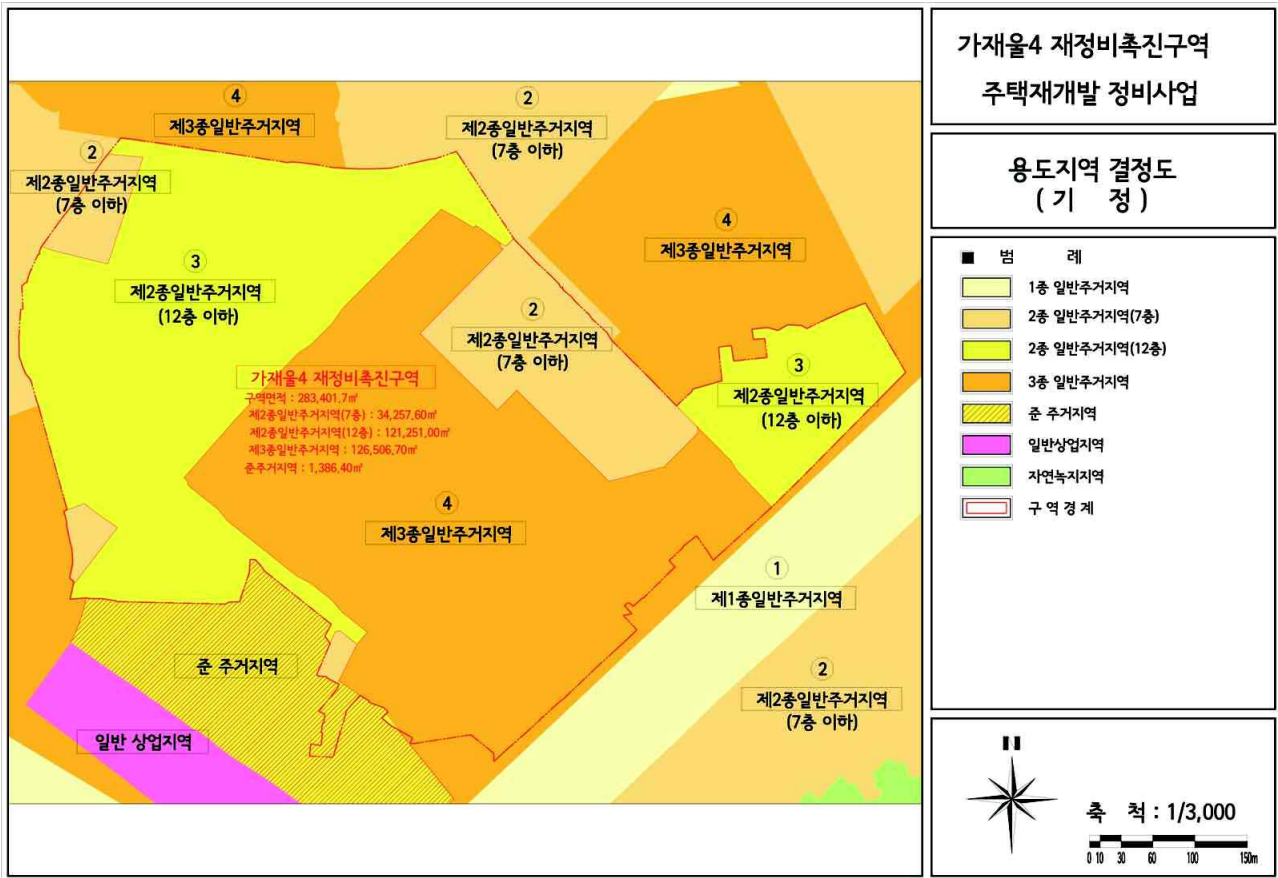 가재울4 재정비촉진구역
주택재개발 정비사업
용도지역 결정도
( 기 정 )
■ 범 례
1종 일반주거지역
2종 일반주거지역(7층)
2종 일반주거지역(12층)
3종 일반주거지역
준 주거지역
일반상업지역
자연녹지지역
구 역 경 계
축 척 : 1/3,000
0 10 30 60 100 150m
4
제3종일반주거지역
2
제2종일반주거지역
(7층 이하)
2
제2종일반주거지역
(7층 이하)
4
제3종일반주거지역
3
제2종일반주거지역
(12층 이하)
2
제2종일반주거지역
(7층 이하)
3
제2종일반주거지역
(12층 이하)
가재울4 재정비촉진구역
구역면적 : 283,401.7㎡
제2종일반주거지역(7층) : 34,257.60㎡
제2종일반주거지역(12층) : 121,251.00㎡
제3종일반주거지역 : 126,506.70㎡
준주거지역 : 1,386.40㎡
4
제3종일반주거지역
1
제1종일반주거지역
준 주거지역
2
제2종일반주거지역
(7층 이하)
일반 상업지역